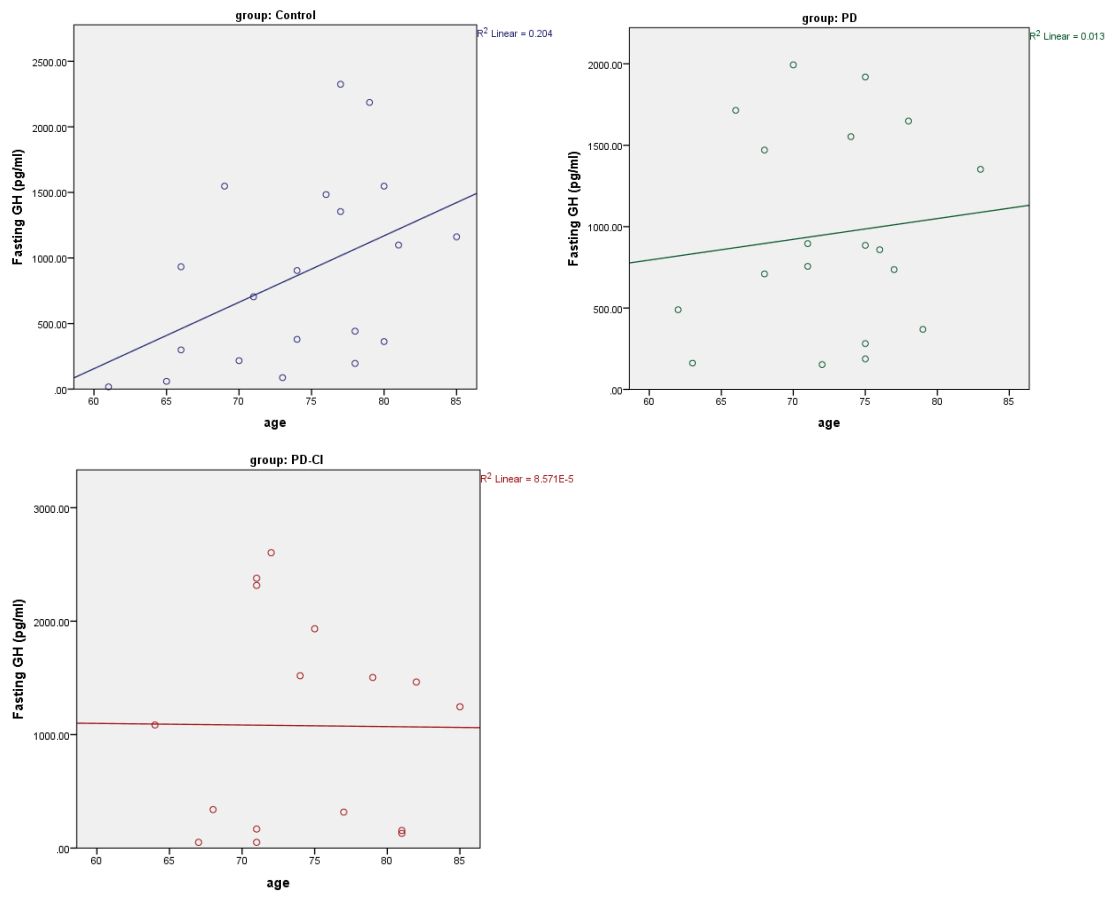 group: Control
R² Linear = 0.204
2500.00
2000.00
1500.00
1000.00
500.00
.00
Fasting GH (pg/ml)
60 65 70 75 80 85
age
group: PD
R² Linear = 0.013
2000.00
1500.00
1000.00
500.00
.00
Fasting GH (pg/ml)
60 65 70 75 80 85
age
group: PD-CI
R² Linear = 8.571E-5
3000.00
2000.00
1000.00
.00
Fasting GH (pg/ml)
60 65 70 75 80 85
age